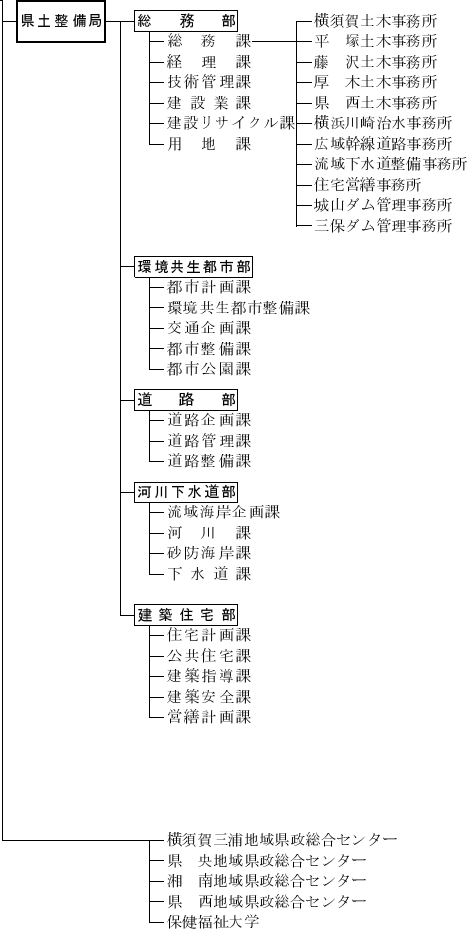 県土整備局
総務部
総務課
経理課
技術管理課
建設業課
建設リサイクル課
用地課
横須賀土木事務所
平塚土木事務所
藤沢土木事務所
厚木土木事務所
県西土木事務所
横浜川崎治水事務所
広域幹線道路事務所
流域下水道整備事務所
住宅営繕事務所
城山ダム管理事務所
三保ダム管理事務所
環境共生都市部
都市計画課
環境共生都市整備課
交通企画課
都市整備課
都市公園課
道路部
道路企画課
道路管理課
道路整備課
河川下水道部
流域海岸企画課
河川課
砂防海岸課
下水道課
建築住宅部
住宅計画課
公共住宅課
建築指導課
建築安全課
営繕計画課
横須賀三浦地域県政総合センター
県央地域県政総合センター
湘南地域県政総合センター
県西地域県政総合センター
保健福祉大学